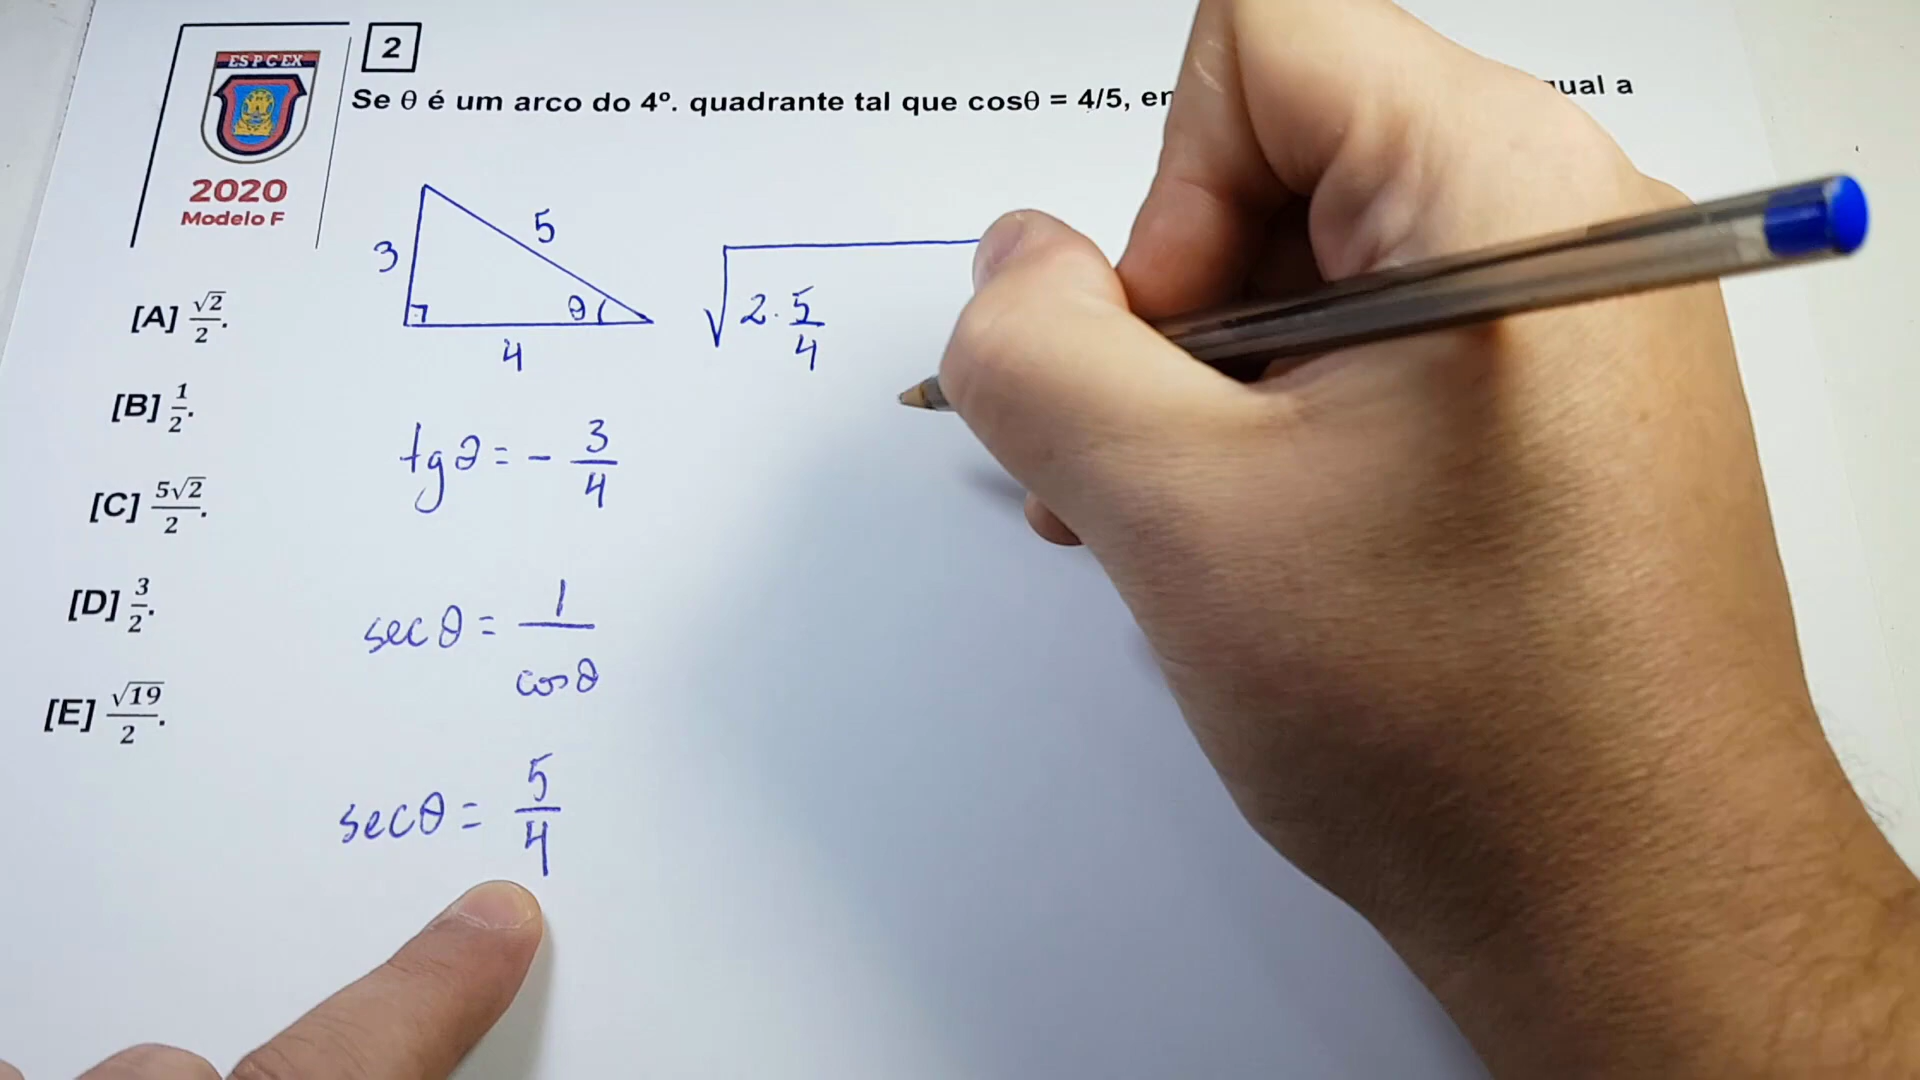 ESPCEX
2020
Modelo F
2
Se θ é um arco do 4º. quadrante tal que cosθ = 4/5, a
[A] √2/2.
[B] 1/2.
[C] 5√2/2.
[D] 3/2.
[E] √19/2.
3
5
θ
4
√2·5/4
tgθ = -3/4
secθ = 1/cosθ
secθ = 5/4